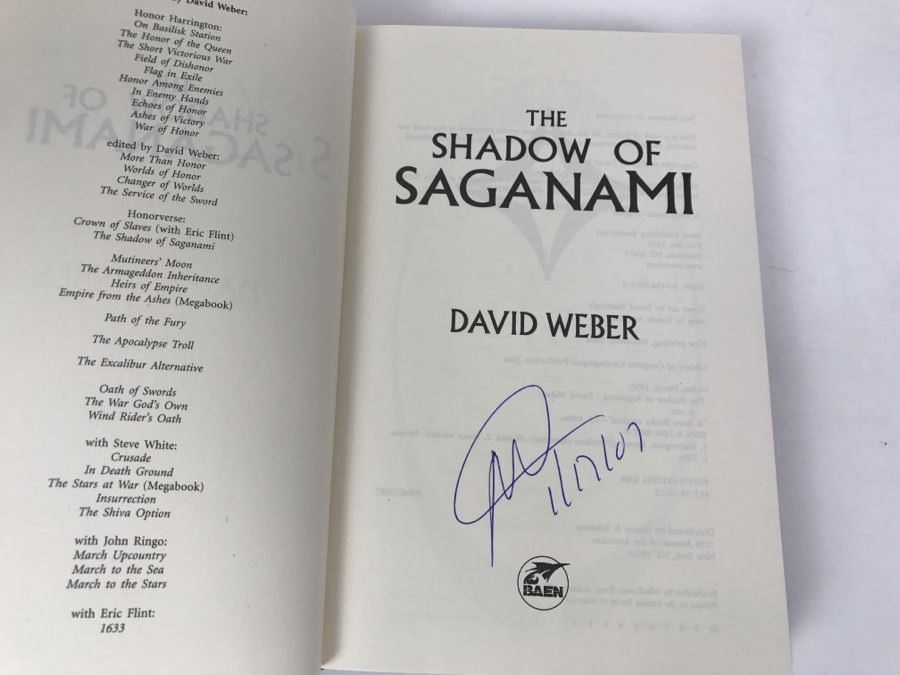 by David Weber:
Honor Harrington:
On Basilisk Station
The Honor of the Queen
The Short Victorious War
Field of Dishonor
Flag in Exile
Honor Among Enemies
In Enemy Hands
Echoes of Honor
Ashes of Victory
War of Honor
edited by David Weber:
More Than Honor
Worlds of Honor
Changer of Worlds
The Service of the Sword
Honorverse:
Crown of Slaves (with Eric Flint)
The Shadow of Saganami
Mutineers' Moon
The Armageddon Inheritance
Heirs of Empire
Empire from the Ashes (Megabook)
Path of the Fury
The Apocalypse Troll
The Excalibur Alternative
Oath of Swords
The War God's Own
Wind Rider's Oath
with Steve White:
Crusade
In Death Ground
The Stars at War (Megabook)
Insurrection
The Shiva Option
with John Ringo:
March Upcountry
March to the Sea
March to the Stars
with Eric Flint:
1633
THE
SHADOW OF
SAGANAMI
DAVID WEBER
1/17/07
BAEN